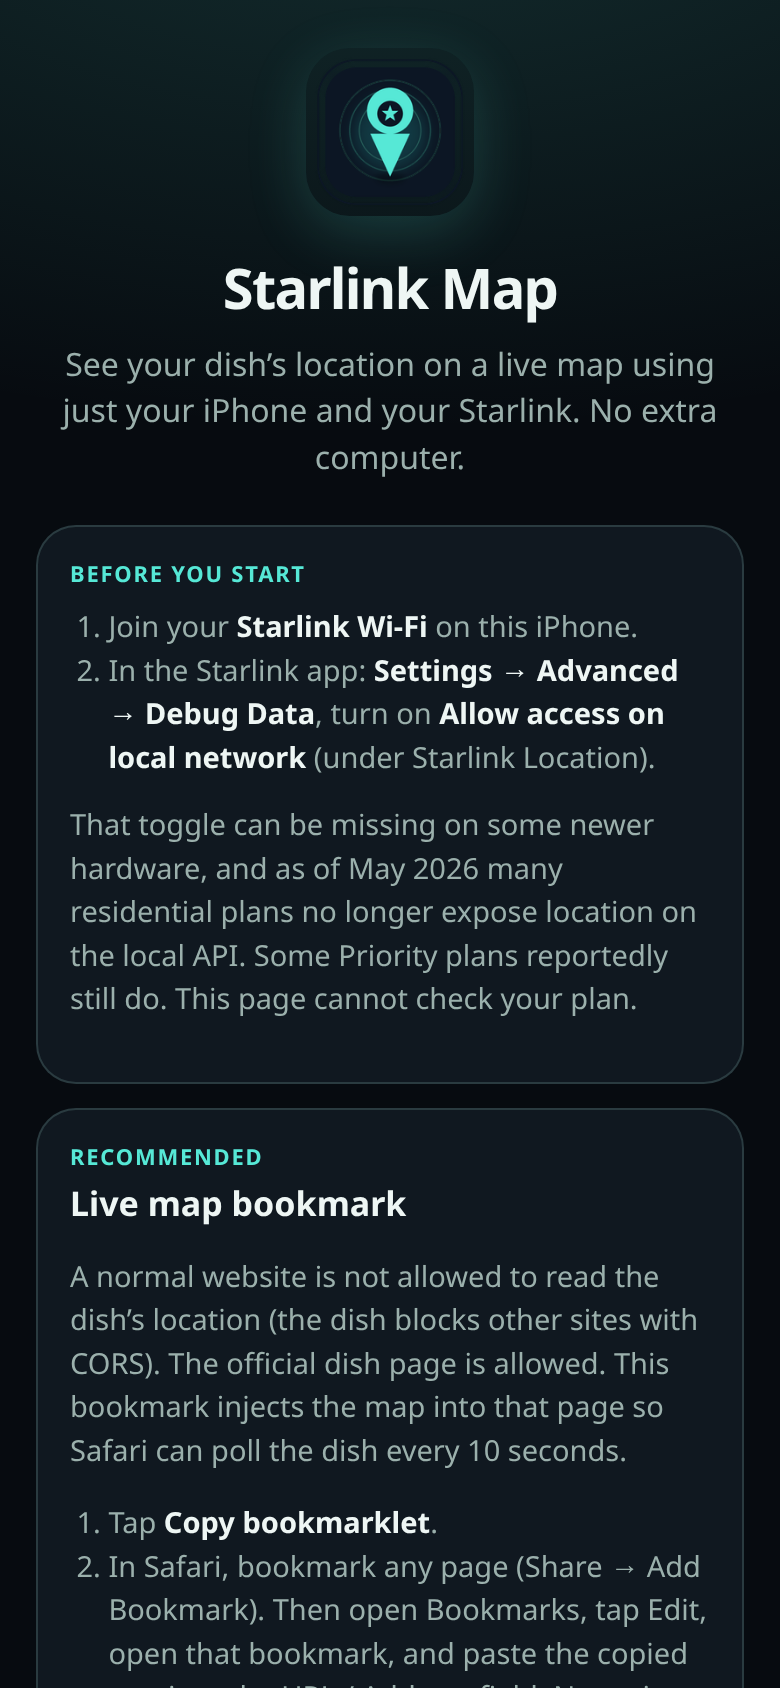 Starlink Map
See your dish’s location on a live map using
just your iPhone and your Starlink. No extra
computer.
BEFORE YOU START
1. Join your Starlink Wi-Fi on this iPhone.
2. In the Starlink app: Settings → Advanced
→ Debug Data, turn on Allow access on
local network (under Starlink Location).
That toggle can be missing on some newer
hardware, and as of May 2026 many
residential plans no longer expose location on
the local API. Some Priority plans reportedly
still do. This page cannot check your plan.
RECOMMENDED
Live map bookmark
A normal website is not allowed to read the
dish’s location (the dish blocks other sites with
CORS). The official dish page is allowed. This
bookmark injects the map into that page so
Safari can poll the dish every 10 seconds.
1. Tap Copy bookmarklet.
2. In Safari, bookmark any page (Share → Add
Bookmark). Then open Bookmarks, tap Edit,
open that bookmark, and paste the copied